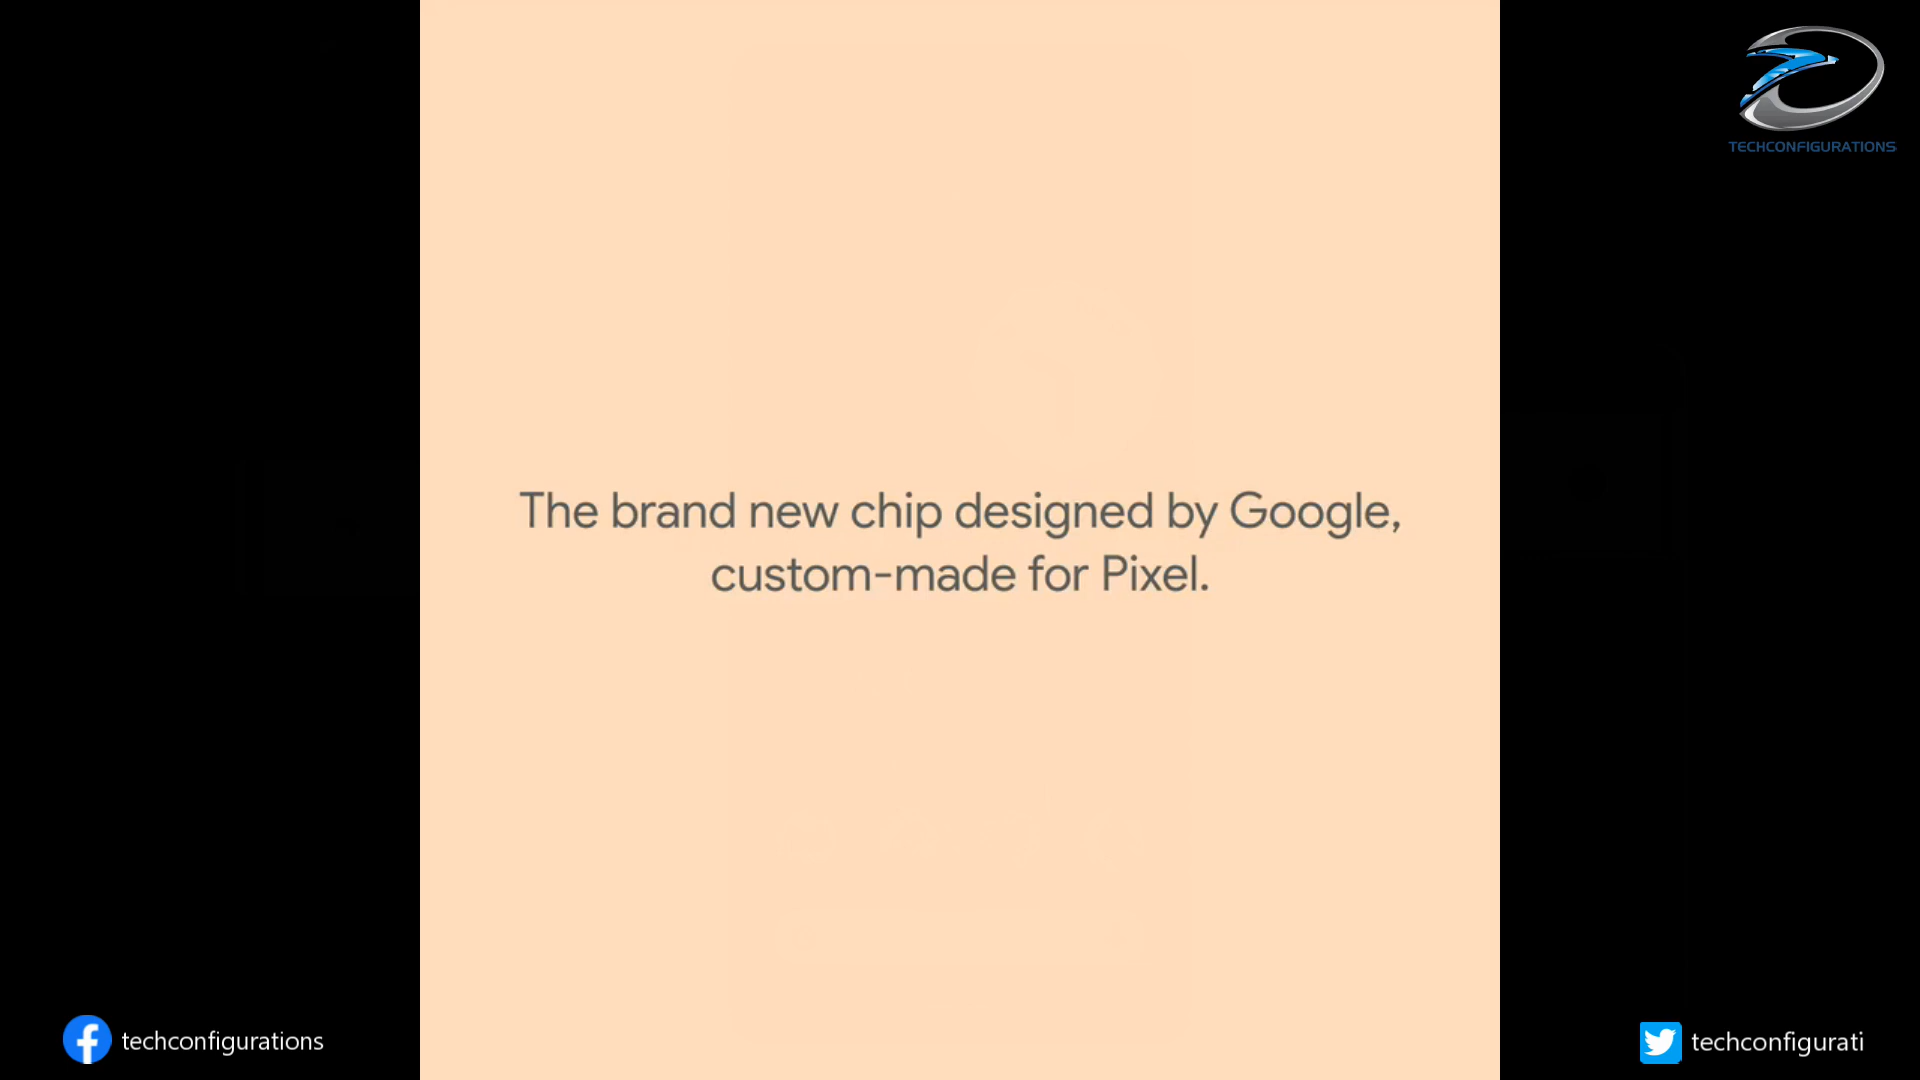 TECHCONFIGURATIONS
The brand new chip designed by Google,
custom-made for Pixel.
techconfigurations
techconfigurati